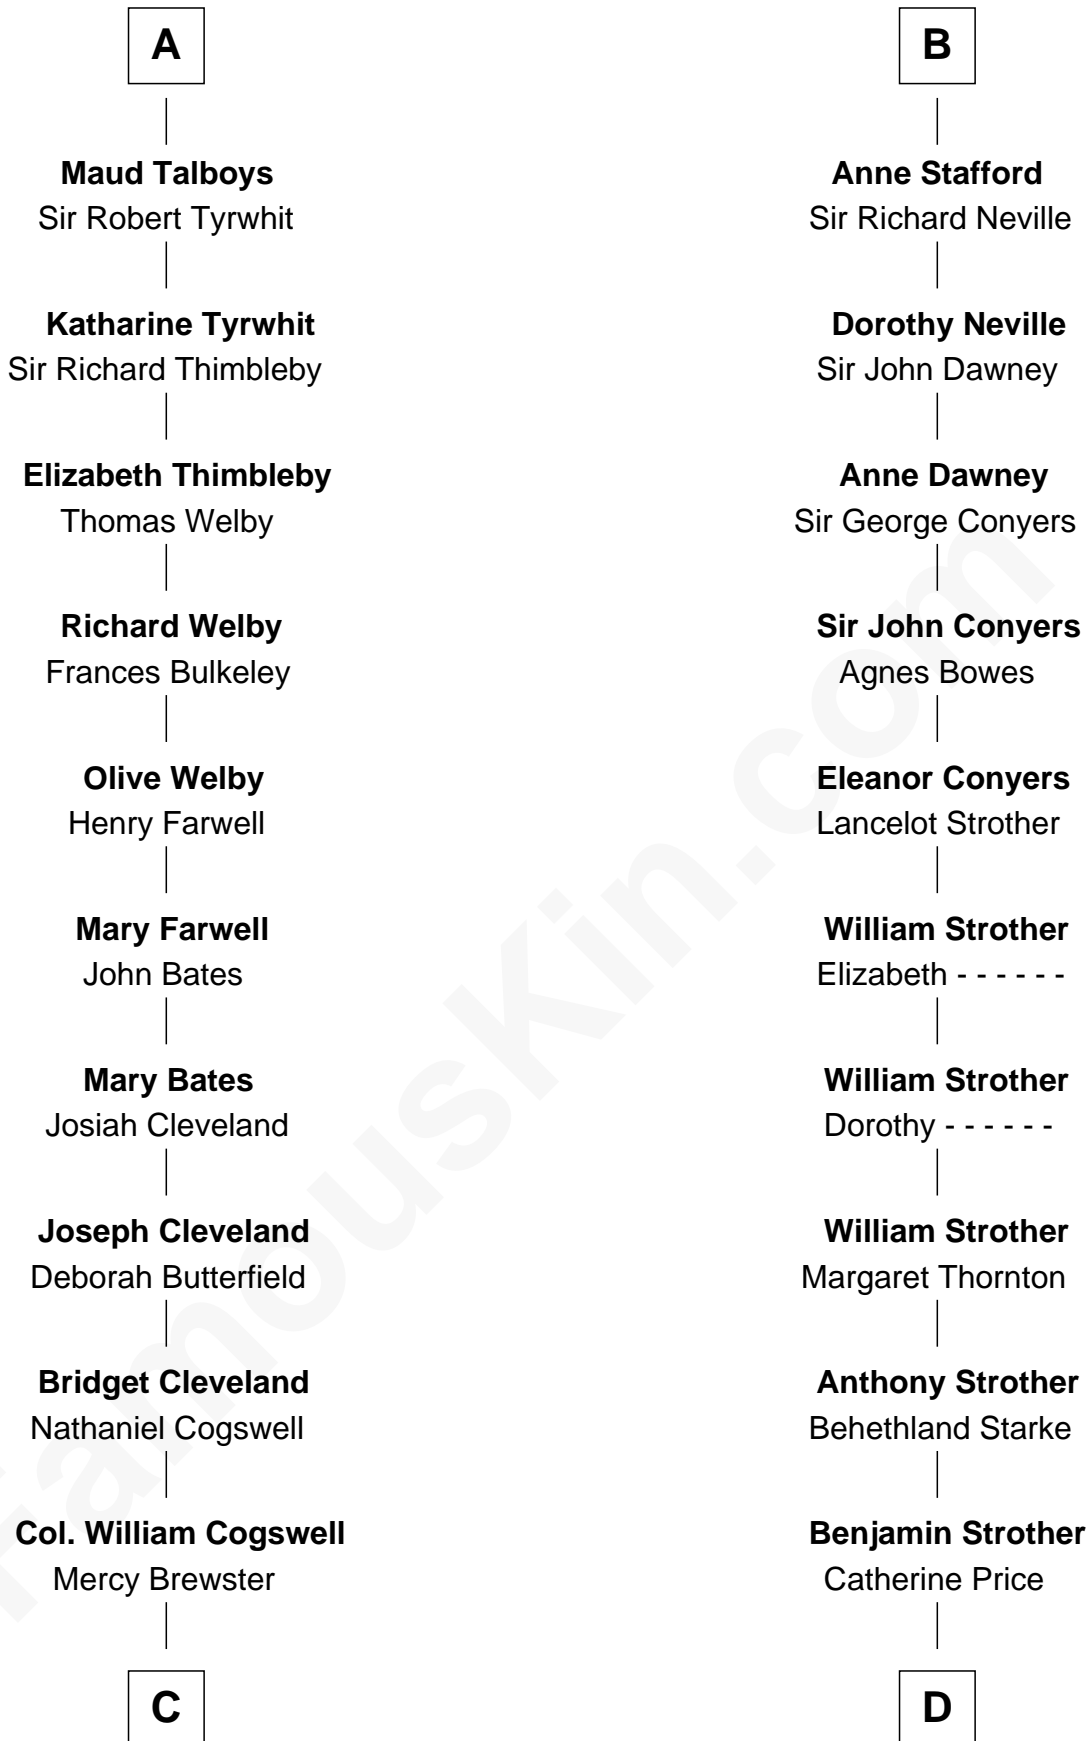 A
Maud Talboys
Sir Robert Tyrwhit
Katharine Tyrwhit
Sir Richard Thimbleby
Elizabeth Thimbleby
Thomas Welby
Richard Welby
Frances Bulkeley
Olive Welby
Henry Farwell
Mary Farwell
John Bates
Mary Bates
Josiah Cleveland
Joseph Cleveland
Deborah Butterfield
Bridget Cleveland
Nathaniel Cogswell
Col. William Cogswell
Mercy Brewster
C
B
Anne Stafford
Sir Richard Neville
Dorothy Neville
Sir John Dawney
Anne Dawney
Sir George Conyers
Sir John Conyers
Agnes Bowes
Eleanor Conyers
Lancelot Strother
William Strother
Elizabeth - - - - - -
William Strother
Dorothy - - - - - -
William Strother
Margaret Thornton
Anthony Strother
Behethland Starke
Benjamin Strother
Catherine Price
D
FamousKin.com